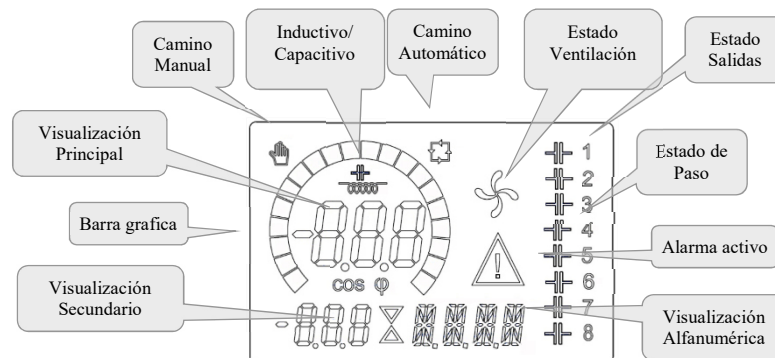 Camino
Manual
Inductivo/
Capacitivo
Camino
Automático
Estado
Ventilación
Estado
Salidas
Visualización
Principal
Estado de
Paso
Barra grafica
Alarma activo
Visualización
Secundario
Visualización
Alfanumérica
COS φ
1
2
3
4
5
6
7
8